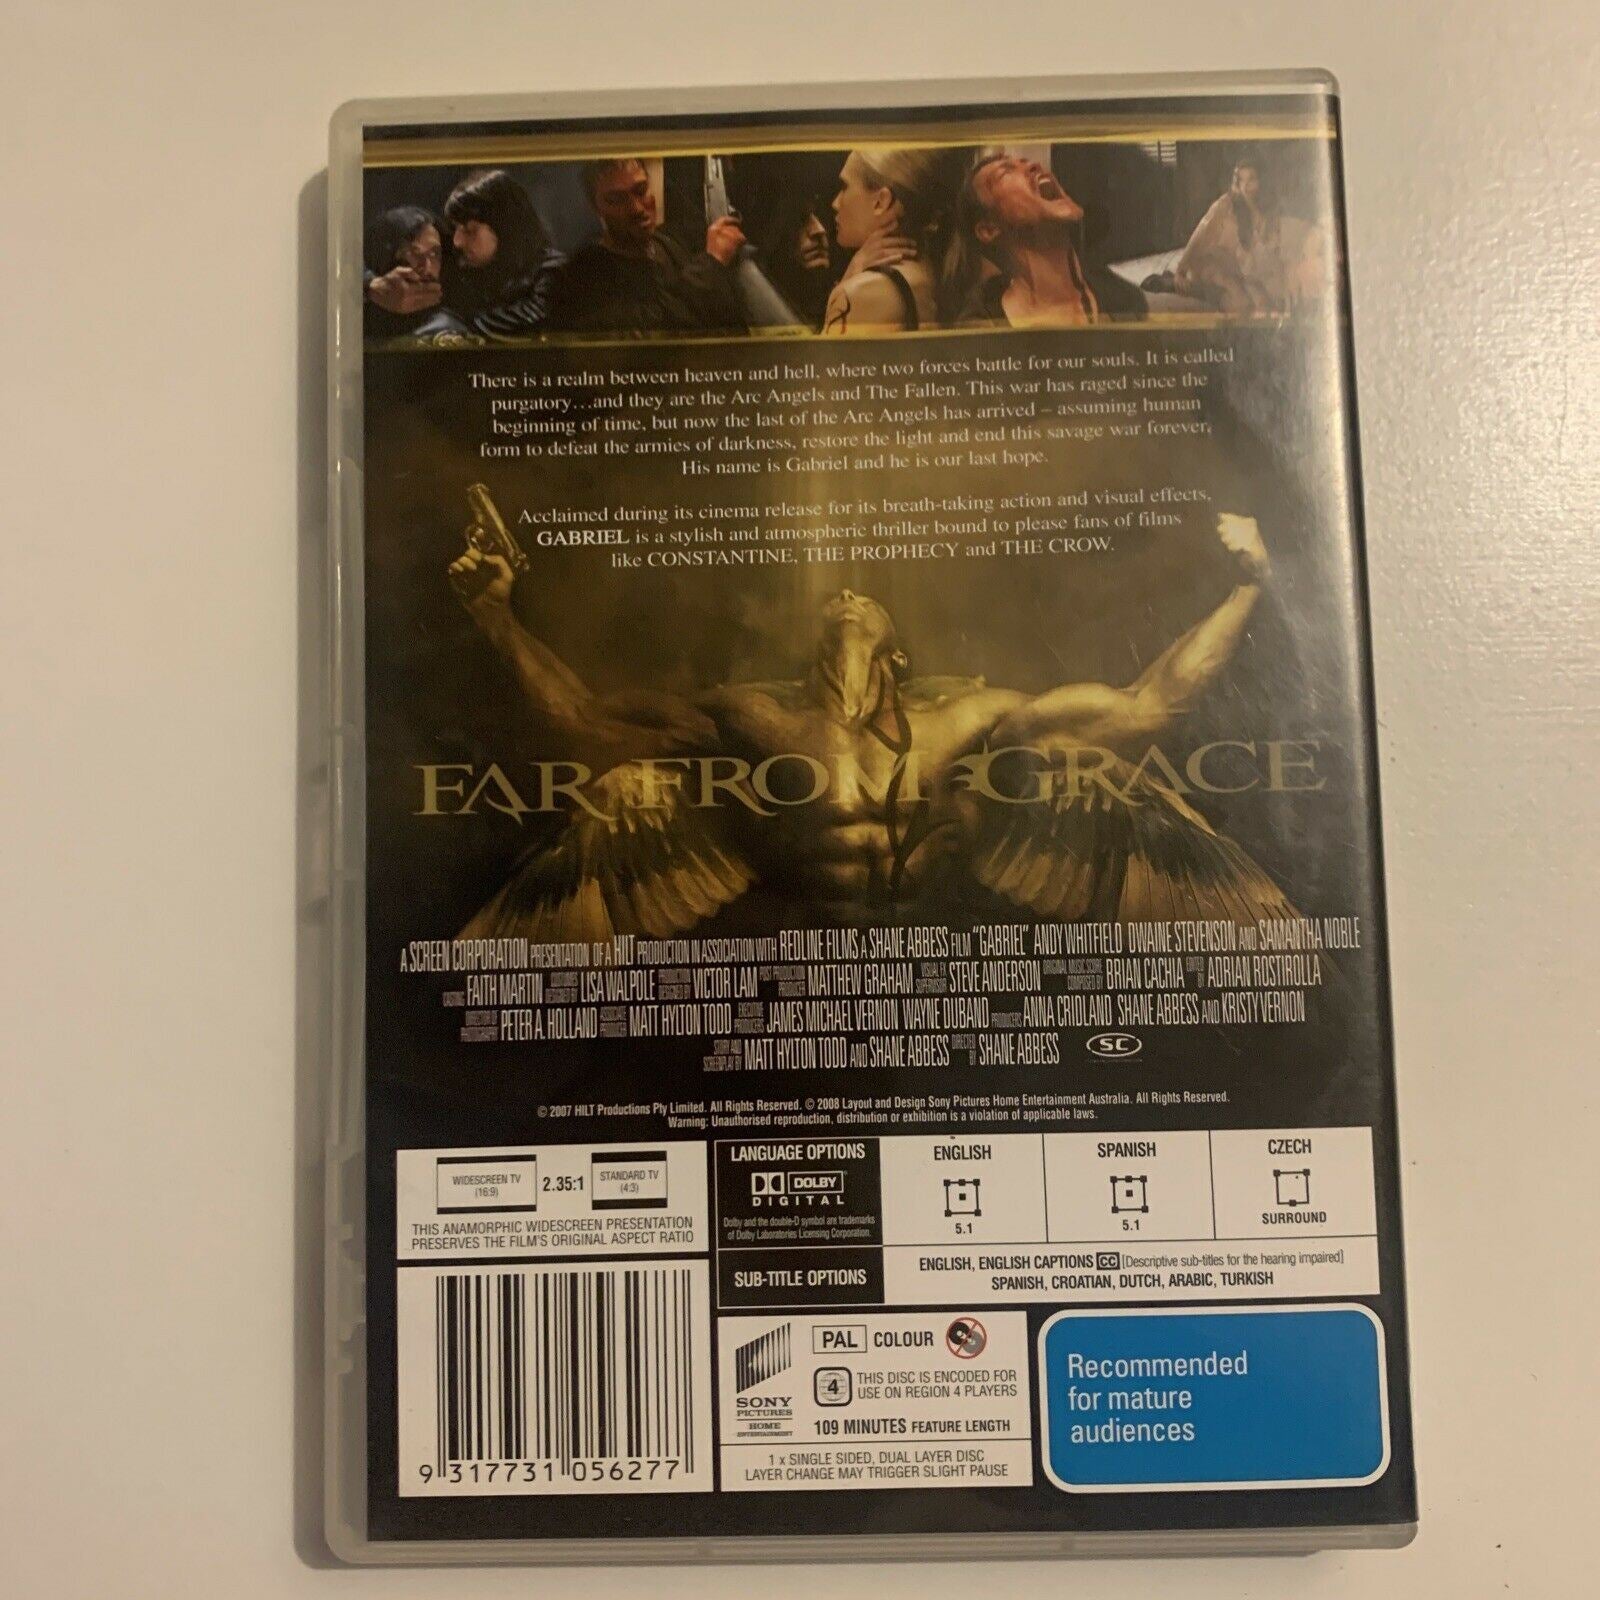 There is a realm between heaven and hell, where two forces battle for our souls. It is called
purgatory...and they are the Arc Angels and The Fallen. This war has raged since the
beginning of time, but now the last of the Arc Angels has arrived – assuming human
form to defeat the armies of darkness, restore the light and end this savage war forever.
His name is Gabriel and he is our last hope.
Acclaimed during its cinema release for its breath-taking action and visual effects,
GABRIEL is a stylish and atmospheric thriller bound to please fans of films
like CONSTANTINE, THE PROPHECY and THE CROW.
FAR FROM GRACE
A SCREEN CORPORATION PRESENTATION OF A HILT PRODUCTION IN ASSOCIATION WITH REDLINE FILMS A SHANE ABBESS FILM "GABRIEL" ANDY WHITFIELD DWAINE STEVENSON AND SAMANTHA NOBLE
CASTING FAITH MARTIN COSTUMES DESIGNED BY LISA WALPOLE PRODUCTION DESIGNED BY VICTOR LAM POST PRODUCTION PRODUCER MATTHEW GRAHAM VISUAL FX SUPERVISOR STEVE ANDERSON ORIGINAL MUSIC SCORE COMPOSED BY BRIAN CACHIA EDITED BY ADRIAN ROSTIROLLA
DIRECTOR OF PHOTOGRAPHY PETER A. HOLLAND ASSOCIATE PRODUCER MATT HYLTON TODD EXECUTIVE PRODUCERS JAMES MICHAEL VERNON WAYNE DUBAND PRODUCERS ANNA CRIDLAND SHANE ABBESS AND KRISTY VERNON
STORY AND SCREENPLAY BY MATT HYLTON TODD AND SHANE ABBESS DIRECTED BY SHANE ABBESS SC
© 2007 HILT Productions Pty Limited. All Rights Reserved. © 2008 Layout and Design Sony Pictures Home Entertainment Australia. All Rights Reserved.
Warning: Unauthorised reproduction, distribution or exhibition is a violation of applicable laws.
WIDESCREEN TV
(16:9)
2.35:1
STANDARD TV
(4:3)
THIS ANAMORPHIC WIDESCREEN PRESENTATION
PRESERVES THE FILM'S ORIGINAL ASPECT RATIO
LANGUAGE OPTIONS
DOLBY
DIGITAL
Dolby and the double-D symbol are trademarks
of Dolby Laboratories Licensing Corporation.
ENGLISH
5.1
SPANISH
5.1
CZECH
SURROUND
SUB-TITLE OPTIONS
ENGLISH, ENGLISH CAPTIONS CC [Descriptive sub-titles for the hearing impaired]
SPANISH, CROATIAN, DUTCH, ARABIC, TURKISH
9 317731 056277
SONY
PICTURES
HOME
ENTERTAINMENT
PAL COLOUR
4
THIS DISC IS ENCODED FOR
USE ON REGION 4 PLAYERS
109 MINUTES FEATURE LENGTH
1 x SINGLE SIDED, DUAL LAYER DISC
LAYER CHANGE MAY TRIGGER SLIGHT PAUSE
Recommended
for mature
audiences